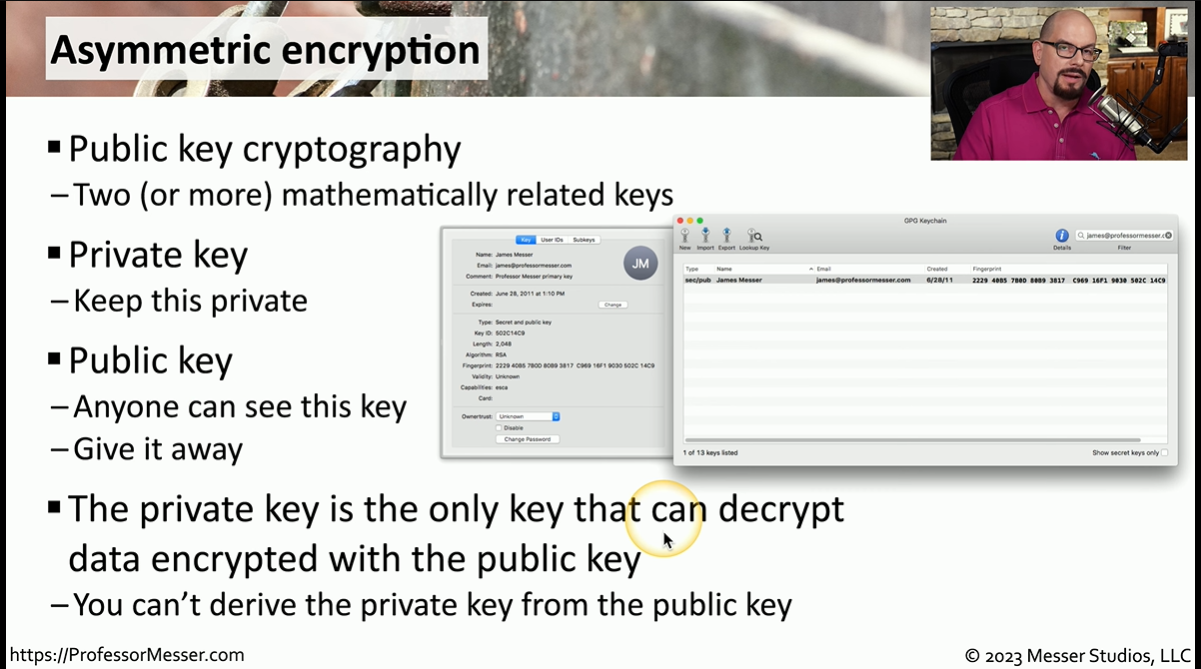 Asymmetric encryption
▪ Public key cryptography
– Two (or more) mathematically related keys
▪ Private key
– Keep this private
▪ Public key
– Anyone can see this key
– Give it away
▪ The private key is the only key that can decrypt
data encrypted with the public key
– You can't derive the private key from the public key
Key User IDs Subkeys
JM
Name: James Messer
Email: james@professormesser.com
Comment: Professor Messer primary key
Created: June 28, 2011 at 1:10 PM
Expires: Change
Type: Secret and public key
Key ID: 502C14C9
Length: 2,048
Algorithm: RSA
Fingerprint: 2229 4085 7B0D 80B9 3817 C969 16F1 9030 502C 14C9
Validity: Unknown
Capabilities: esca
Card:
Ownertrust: Unknown
Disable
Change Password
GPG Keychain
New Import Export Lookup Key Details Filter
james@professormesser.c
Type Name Email Created Fingerprint
sec/pub James Messer james@professormesser.com 6/28/11 2229 4085 7B0D 80B9 3817 C969 16F1 9030 502C 14C9
1 of 13 keys listed Show secret keys only
https://ProfessorMesser.com
© 2023 Messer Studios, LLC